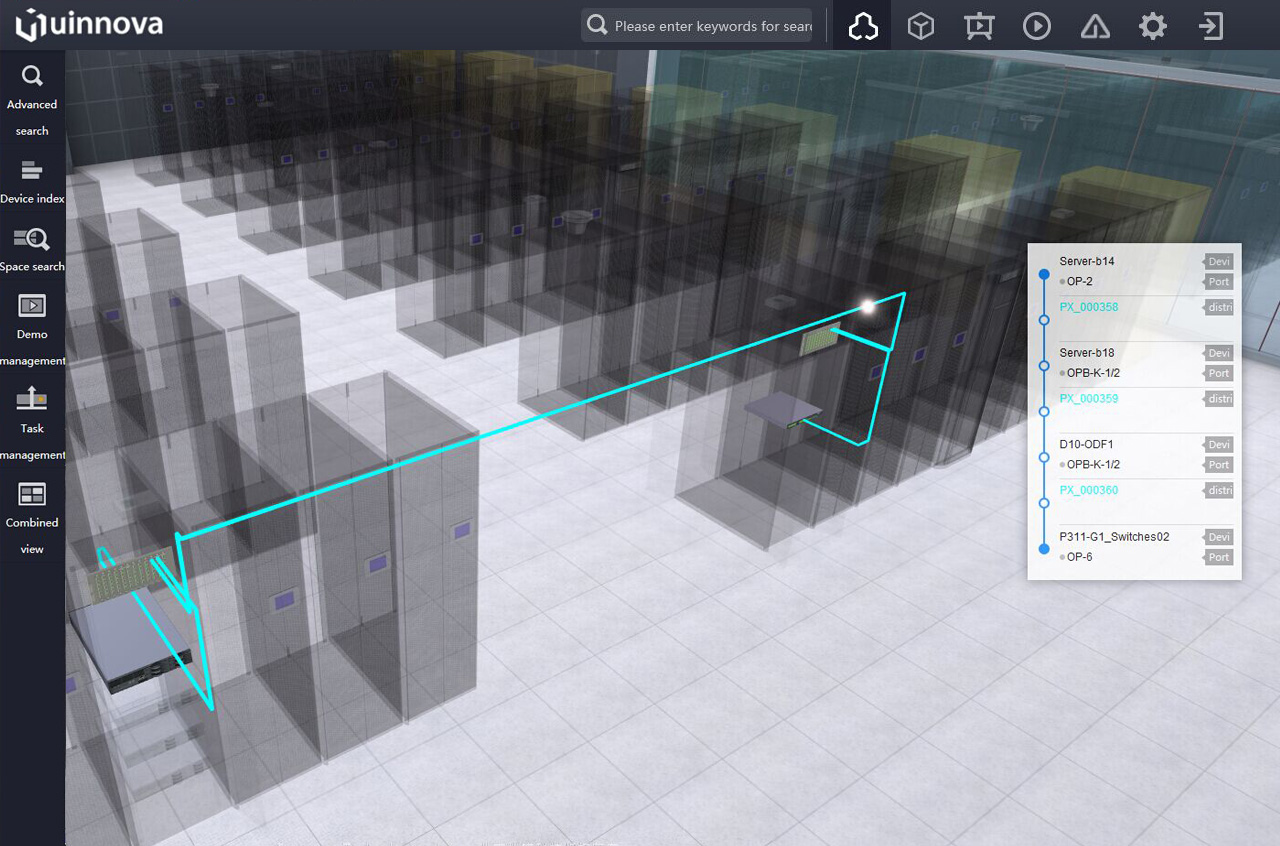 uinnova
Please enter keywords for sear
Advanced
search
Device index
Space search
Demo
management
Task
management
Combined
view
Server-b14 Devi
OP-2 Port
PX_000358 distri
Server-b18 Devi
OPB-K-1/2 Port
PX_000359 distri
D10-ODF1 Devi
OPB-K-1/2 Port
PX_000360 distri
P311-G1_Switches02 Devi
OP-6 Port